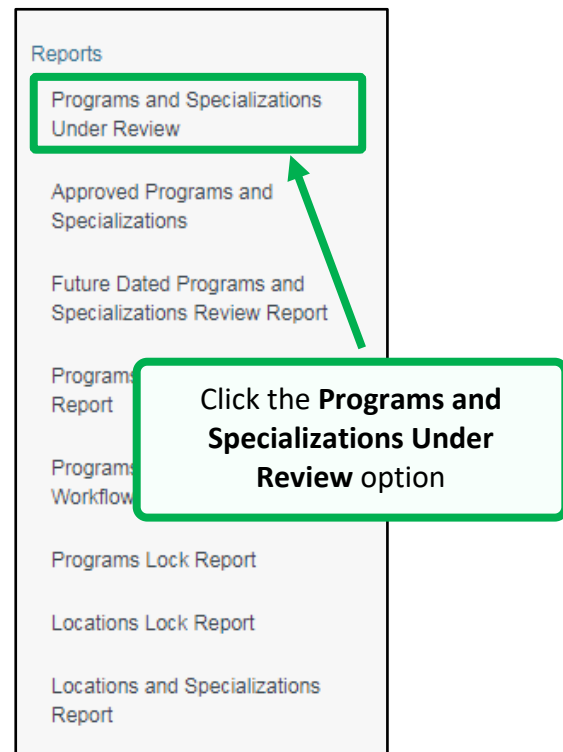 Reports
Programs and Specializations
Under Review
Approved Programs and
Specializations
Future Dated Programs and
Specializations Review Report
Programs
Report
Click the Programs and
Specializations Under
Review option
Programs
Workflow
Programs Lock Report
Locations Lock Report
Locations and Specializations
Report